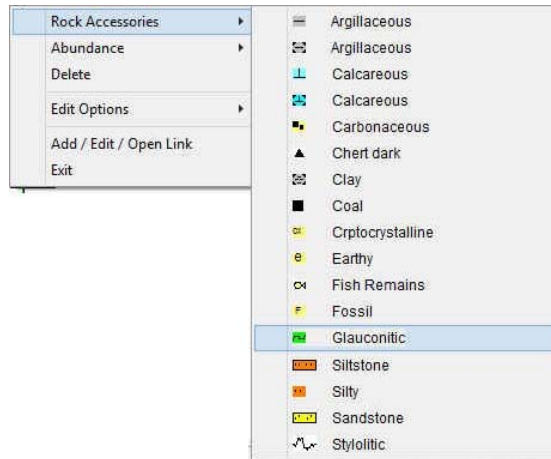 Rock Accessories
Abundance
Delete
Edit Options
Add / Edit / Open Link
Exit
Argillaceous
Argillaceous
Calcareous
Calcareous
Carbonaceous
Chert dark
Clay
Coal
Crptocrystalline
Earthy
Fish Remains
Fossil
Glauconitic
Siltstone
Silty
Sandstone
Stylolitic